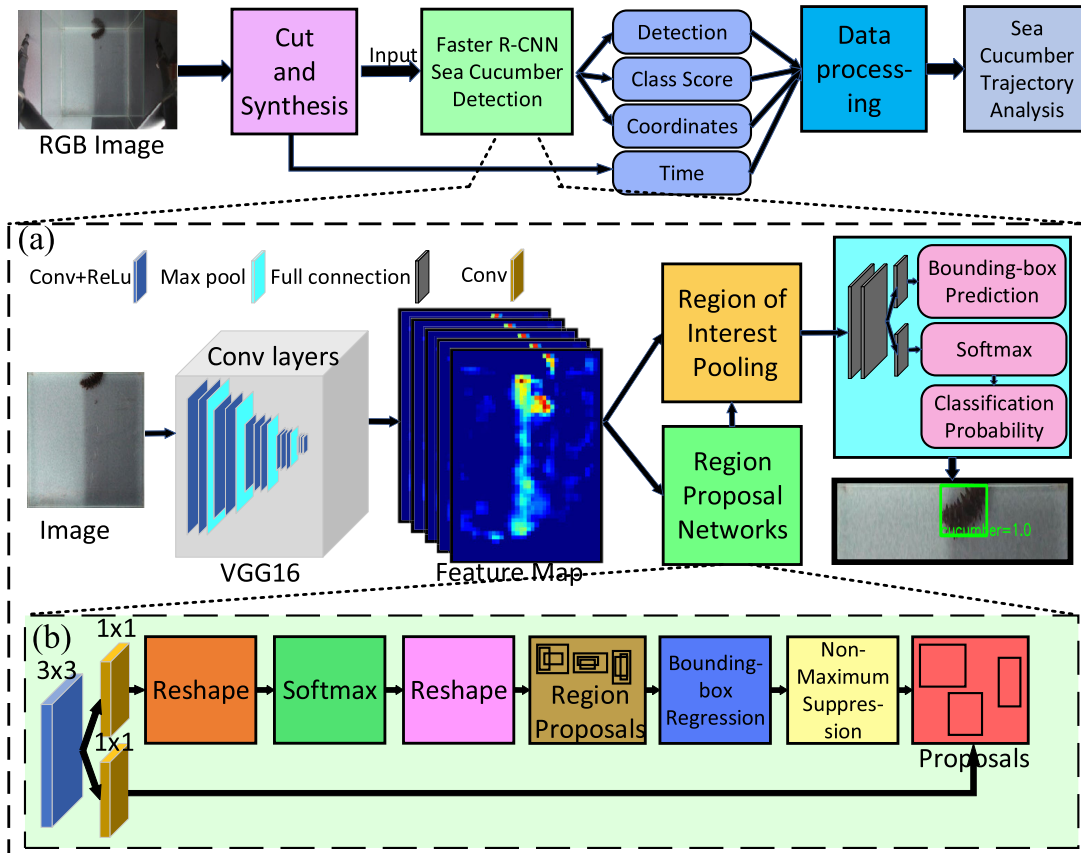 RGB Image
Cut
and
Synthesis
Input
Faster R-CNN
Sea Cucumber
Detection
Detection
Class Score
Coordinates
Time
Data
process-
ing
Sea
Cucumber
Trajectory
Analysis
(a)
Conv+ReLu
Max pool
Full connection
Conv
Image
Conv layers
VGG16
Feature Map
Region of
Interest
Pooling
Region
Proposal
Networks
Bounding-box
Prediction
Softmax
Classification
Probability
cucumber=1.0
(b)
3x3
1x1
1x1
Reshape
Softmax
Reshape
Region
Proposals
Bounding-
box
Regression
Non-
Maximum
Suppres-
sion
Proposals